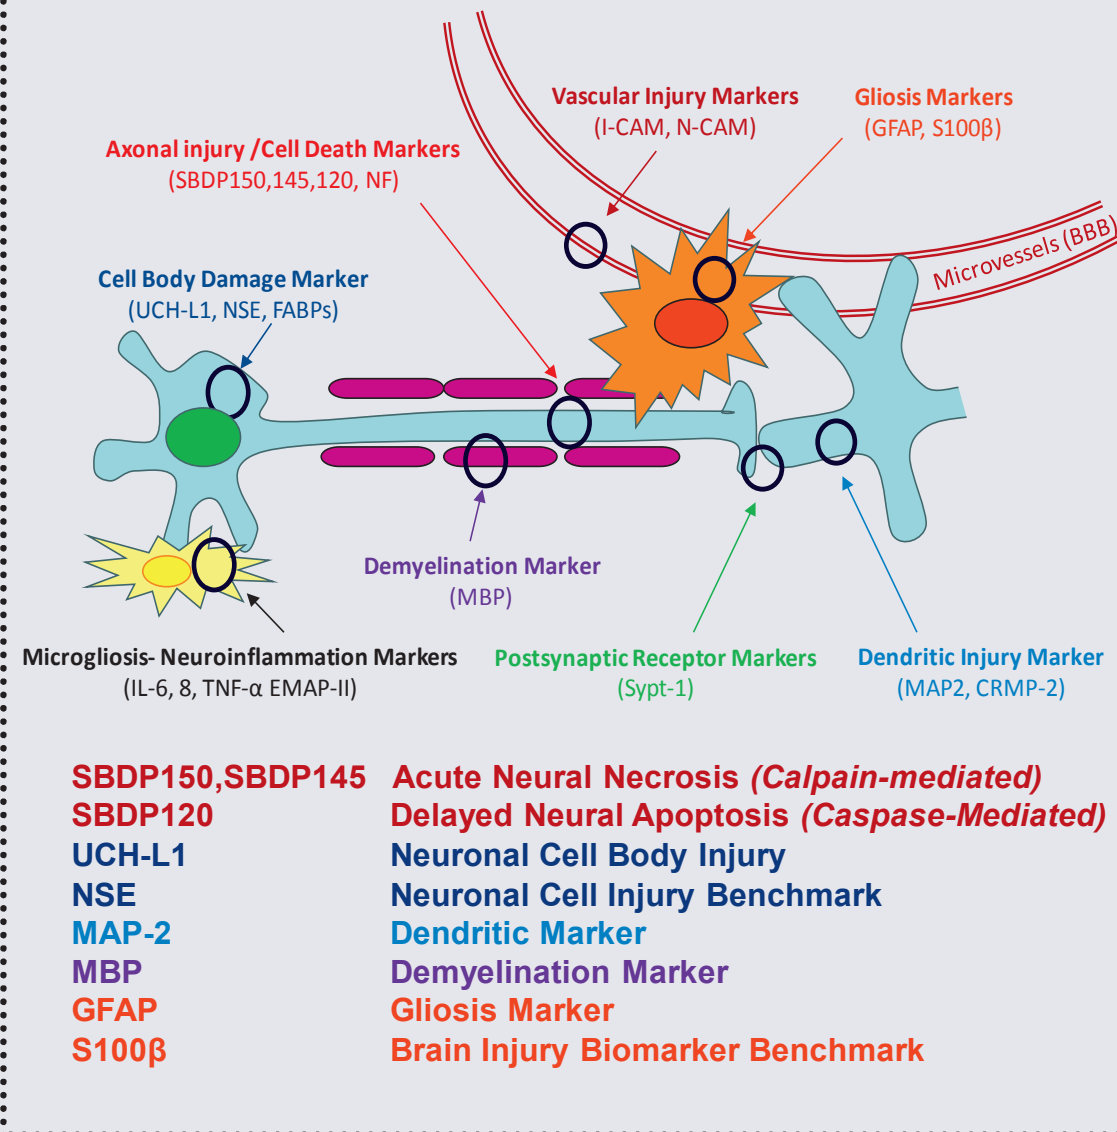 Vascular Injury Markers
(I-CAM, N-CAM)
Gliosis Markers
(GFAP, S100β)
Axonal injury /Cell Death Markers
(SBDP150,145,120, NF)
Microvessels (BBB)
Cell Body Damage Marker
(UCH-L1, NSE, FABPs)
Demyelination Marker
(MBP)
Microgliosis- Neuroinflammation Markers
(IL-6, 8, TNF-α EMAP-II)
Postsynaptic Receptor Markers
(Sypt-1)
Dendritic Injury Marker
(MAP2, CRMP-2)
SBDP150,SBDP145 Acute Neural Necrosis (Calpain-mediated)
SBDP120 Delayed Neural Apoptosis (Caspase-Mediated)
UCH-L1 Neuronal Cell Body Injury
NSE Neuronal Cell Injury Benchmark
MAP-2 Dendritic Marker
MBP Demyelination Marker
GFAP Gliosis Marker
S100β Brain Injury Biomarker Benchmark